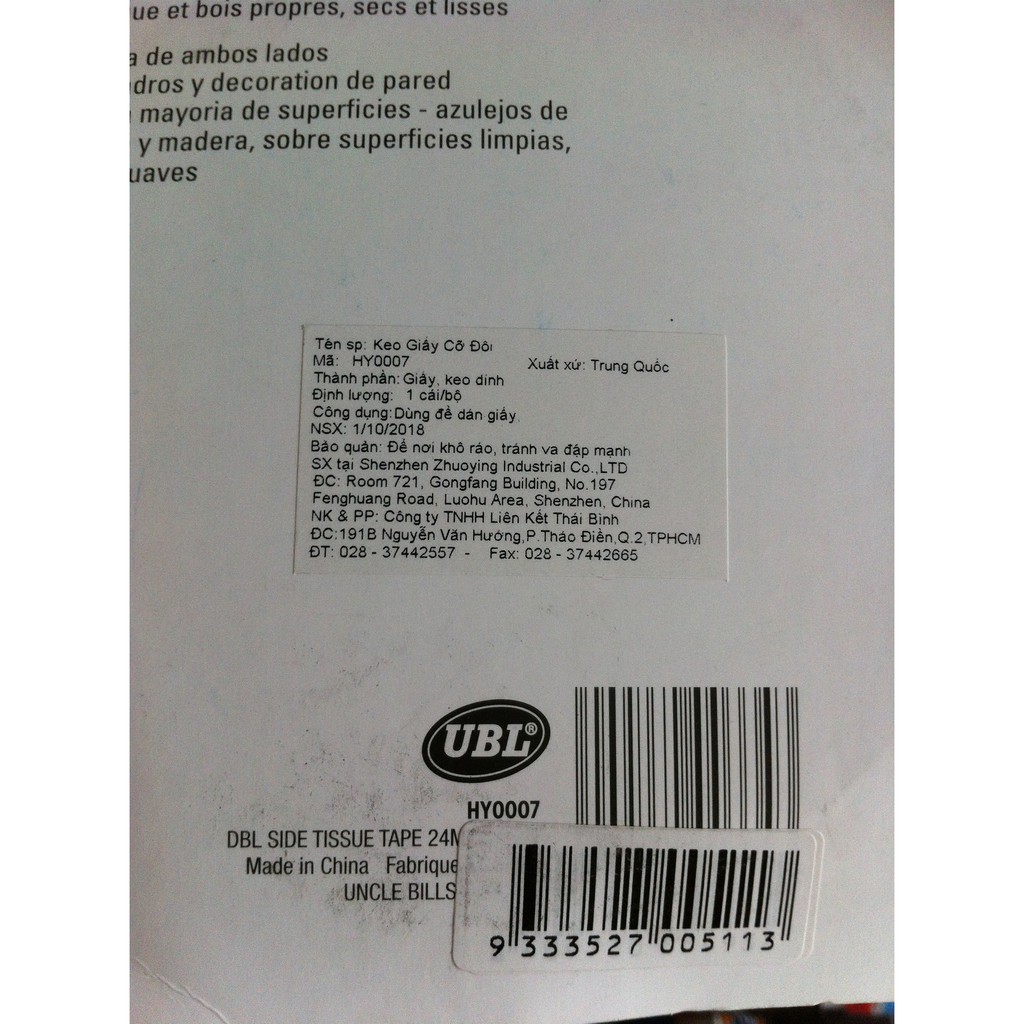 ue et bois propres, secs et lisses
a de ambos lados
dros y decoration de pared
mayoria de superficies - azulejos de
y madera, sobre superficies limpias,
uaves
Tên sp: Keo Giấy Cỡ Đôi
Mã: HY0007 Xuất xứ: Trung Quốc
Thành phần: Giấy, keo dính
Định lượng: 1 cái/bộ
Công dụng: Dùng để dán giấy.
NSX: 1/10/2018
Bảo quản: Để nơi khô ráo, tránh va đập mạnh
SX tại Shenzhen Zhuoying Industrial Co.,LTD
ĐC: Room 721, Gongfang Building, No.197
Fenghuang Road, Luohu Area, Shenzhen, China
NK & PP: Công ty TNHH Liên Kết Thái Bình
ĐC:191B Nguyễn Văn Hướng,P.Thảo Điền,Q.2,TPHCM
ĐT: 028 - 37442557 - Fax: 028 - 37442665
UBL®
HY0007
DBL SIDE TISSUE TAPE 24M
Made in China Fabrique
UNCLE BILLS
9 333527 005113